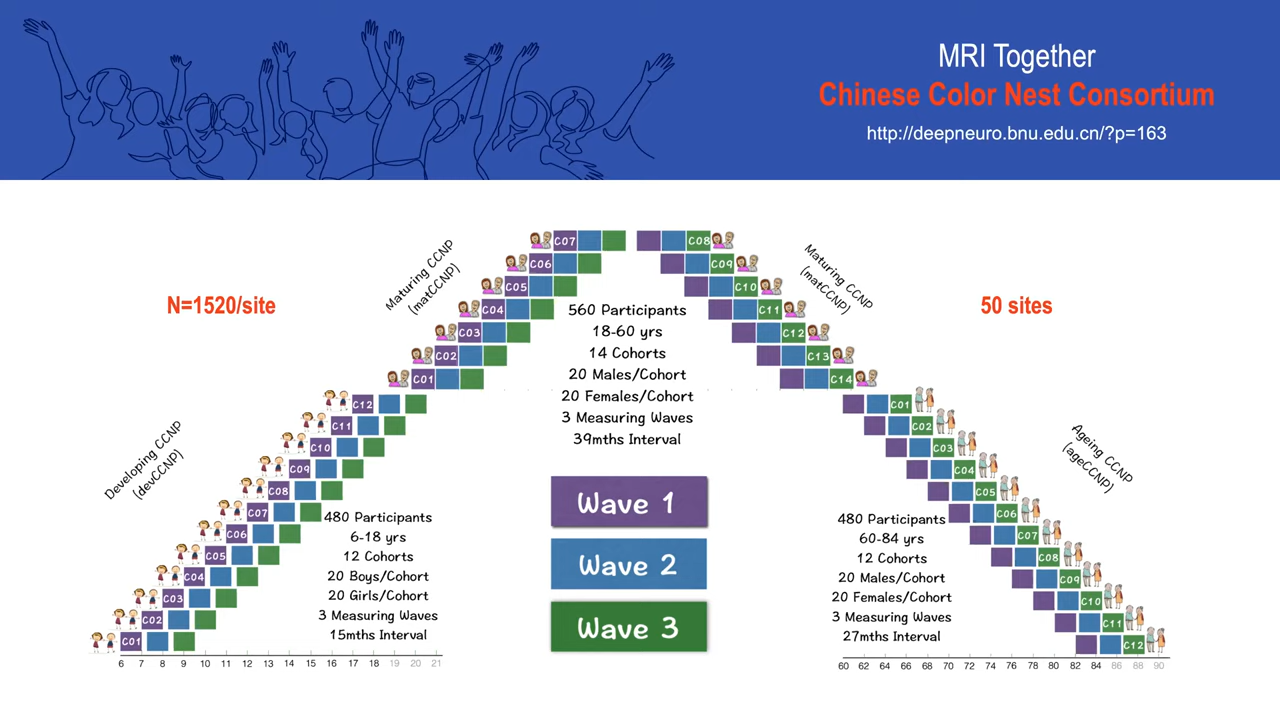 MRI Together
Chinese Color Nest Consortium
http://deepneuro.bnu.edu.cn/?p=163
N=1520/site
50 sites
Maturing CCNP
(matCCNP)
Maturing CCNP
(matCCNP)
C07
C06
C05
C04
C03
C02
C01
C08
C09
C10
C11
C12
C13
C14
560 Participants
18-60 yrs
14 Cohorts
20 Males/Cohort
20 Females/Cohort
3 Measuring Waves
39mths Interval
Developing CCNP
(devCCNP)
C12
C11
C10
C09
C08
C07
C06
C05
C04
C03
C02
C01
480 Participants
6-18 yrs
12 Cohorts
20 Boys/Cohort
20 Girls/Cohort
3 Measuring Waves
15mths Interval
6 7 8 9 10 11 12 13 14 15 16 17 18 19 20 21
Wave 1
Wave 2
Wave 3
Ageing CCNP
(ageCCNP)
C01
C02
C03
C04
C05
C06
C07
C08
C09
C10
C11
C12
480 Participants
60-84 yrs
12 Cohorts
20 Males/Cohort
20 Females/Cohort
3 Measuring Waves
27mths Interval
60 62 64 66 68 70 72 74 76 78 80 82 84 86 88 90